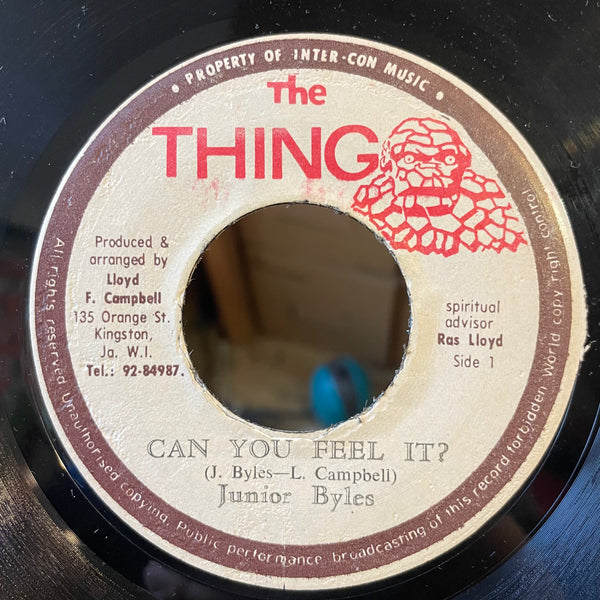 • PROPERTY OF INTER-CON MUSIC •
The
THING
Produced &
arranged by
Lloyd
F. Campbell
135 Orange St.
Kingston,
Ja. W.I.
Tel.: 92-84987.
spiritual
advisor
Ras Lloyd
Side 1
CAN YOU FEEL IT?
(J. Byles—L. Campbell)
Junior Byles
All rights reserved Unauthorised copying. Public performance broadcasting of this record forbidden World copy right control